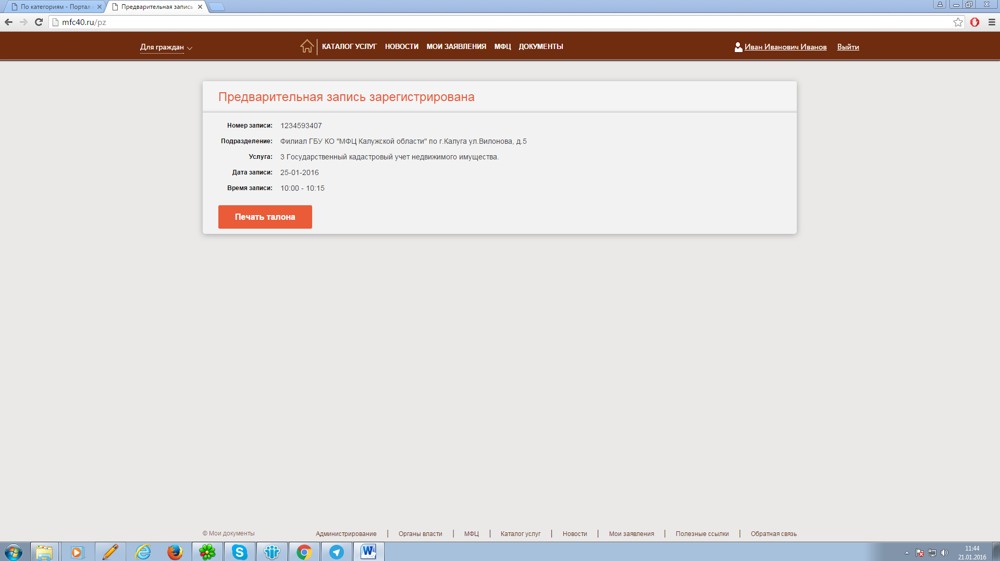 По категориям - Портал
Предварительная запись
mfc40.ru/pz
Для граждан
КАТАЛОГ УСЛУГ НОВОСТИ МОИ ЗАЯВЛЕНИЯ МФЦ ДОКУМЕНТЫ
Иван Иванович Иванов Выйти
Предварительная запись зарегистрирована
Номер записи: 1234593407
Подразделение: Филиал ГБУ КО "МФЦ Калужской области" по г.Калуга ул.Вилонова, д.5
Услуга: 3 Государственный кадастровый учет недвижимого имущества.
Дата записи: 25-01-2016
Время записи: 10:00 - 10:15
Печать талона
© Мои документы
Администрирование | Органы власти | МФЦ | Каталог услуг | Новости | Мои заявления | Полезные ссылки | Обратная связь
11:44
21.01.2016